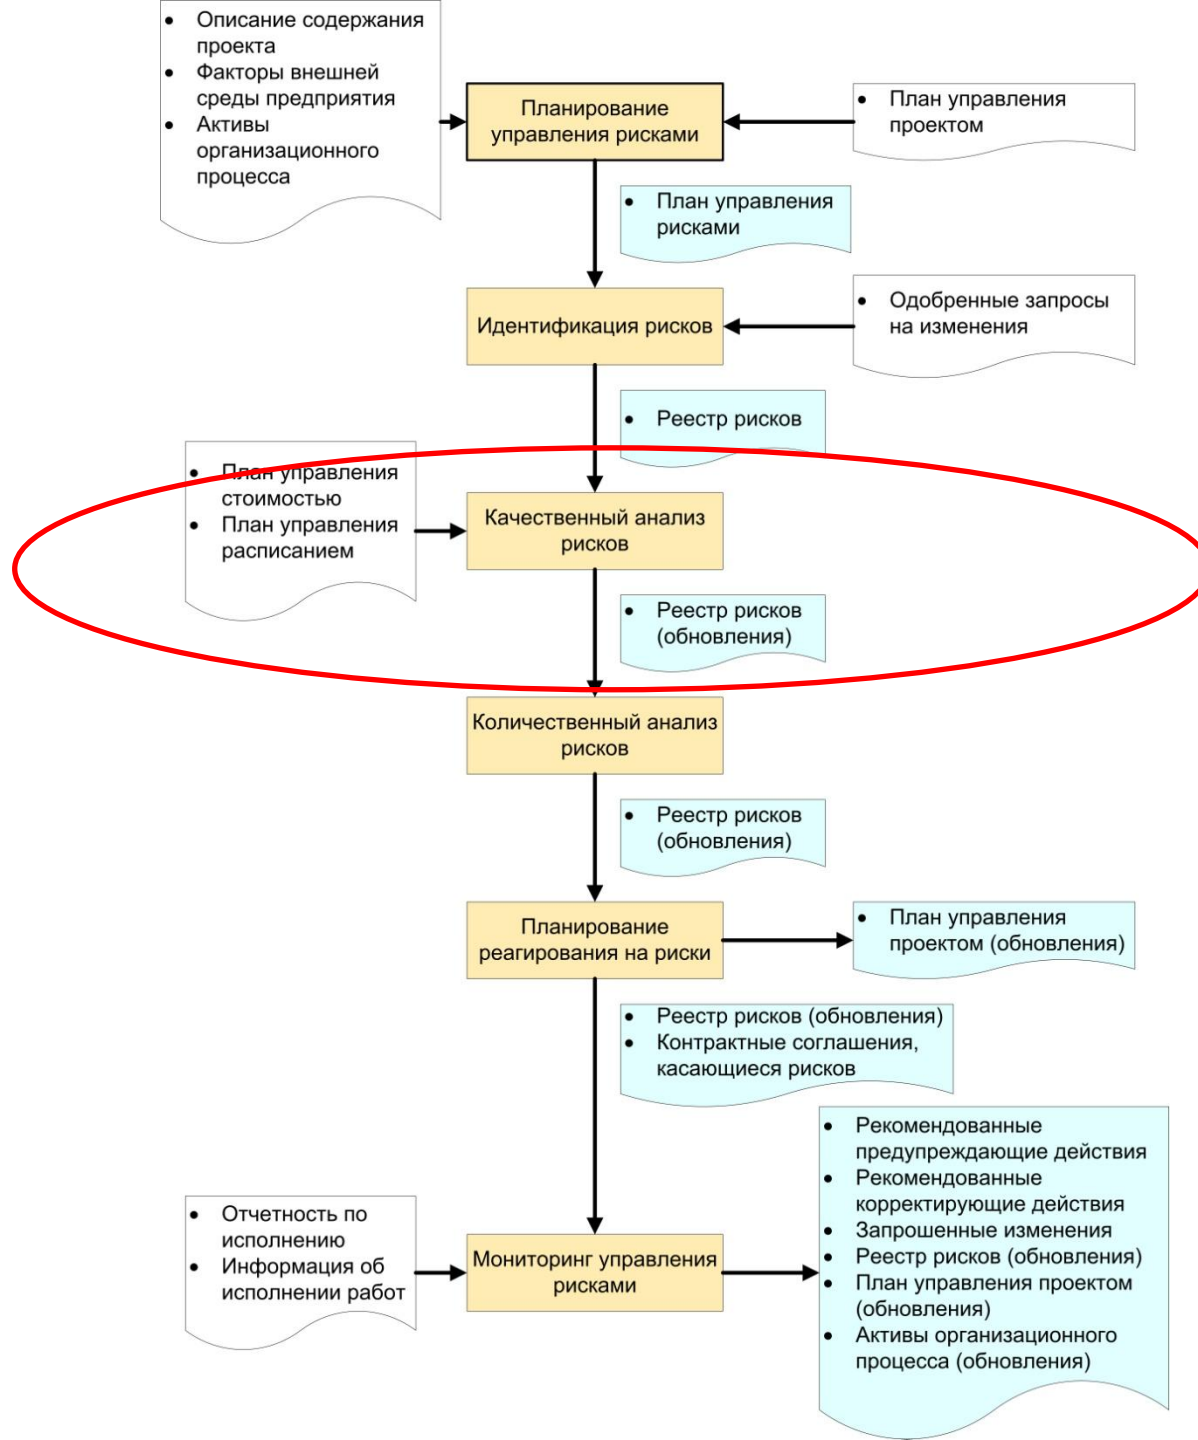 Описание содержания
проекта
Факторы внешней
среды предприятия
Активы
организационного
процесса
Планирование
управления рисками
План управления
проектом
План управления
рисками
Идентификация рисков
Одобренные запросы
на изменения
Реестр рисков
План управления
стоимостью
План управления
расписанием
Качественный анализ
рисков
Реестр рисков
(обновления)
Количественный анализ
рисков
Реестр рисков
(обновления)
Планирование
реагирования на риски
План управления
проектом (обновления)
Реестр рисков (обновления)
Контрактные соглашения,
касающиеся рисков
Отчетность по
исполнению
Информация об
исполнении работ
Мониторинг управления
рисками
Рекомендованные
предупреждающие действия
Рекомендованные
корректирующие действия
Запрошенные изменения
Реестр рисков (обновления)
План управления проектом
(обновления)
Активы организационного
процесса (обновления)